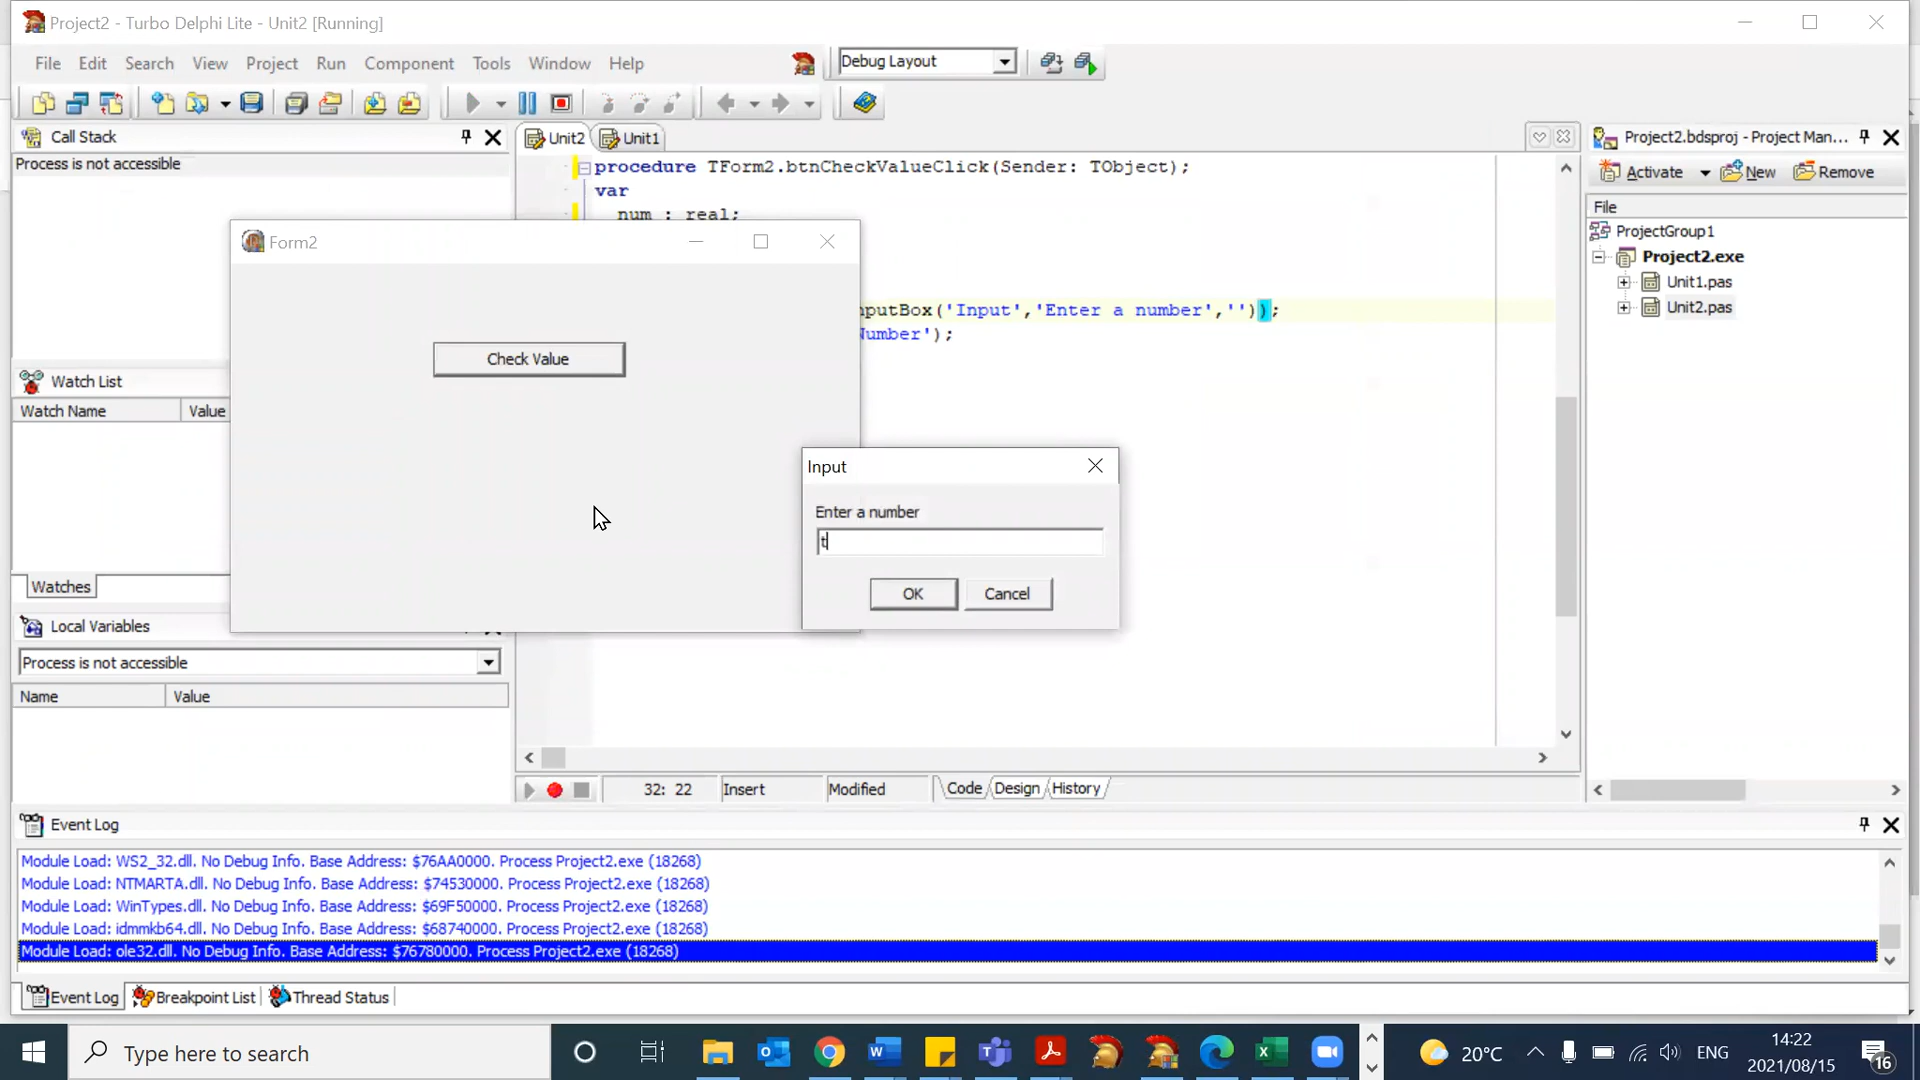 Project2 - Turbo Delphi Lite - Unit2 [Running]
File Edit Search View Project Run Component Tools Window Help
Debug Layout
Call Stack
Process is not accessible
Unit2 Unit1
procedure TForm2.btnCheckValueClick(Sender: TObject);
var
num : real;
nputBox('Input','Enter a number',''));
Number');
Form2
Check Value
Input
Enter a number
t
OK Cancel
Watch List
Watch Name Value
Watches
Local Variables
Process is not accessible
Name Value
32: 22 Insert Modified Code Design History
Project2.bdsproj - Project Man...
Activate New Remove
File
ProjectGroup1
Project2.exe
Unit1.pas
Unit2.pas
Event Log
Module Load: WS2_32.dll. No Debug Info. Base Address: $76AA0000. Process Project2.exe (18268)
Module Load: NTMARTA.dll. No Debug Info. Base Address: $74530000. Process Project2.exe (18268)
Module Load: WinTypes.dll. No Debug Info. Base Address: $69F50000. Process Project2.exe (18268)
Module Load: idmmkb64.dll. No Debug Info. Base Address: $68740000. Process Project2.exe (18268)
Module Load: ole32.dll. No Debug Info. Base Address: $76780000. Process Project2.exe (18268)
Event Log Breakpoint List Thread Status
Type here to search
20°C
ENG
14:22
2021/08/15
16